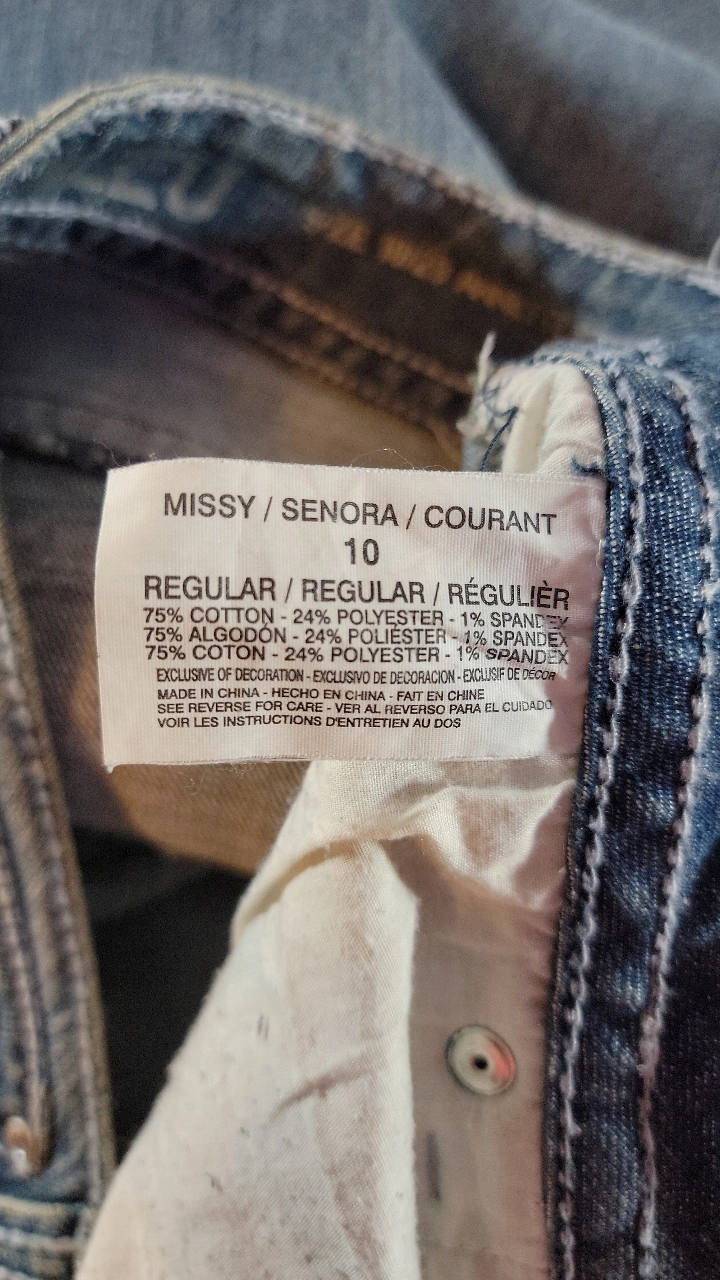 MISSY / SENORA / COURANT
10
REGULAR / REGULAR / RÉGULIÈR
75% COTTON - 24% POLYESTER - 1% SPANDEX
75% ALGODÓN - 24% POLIÉSTER - 1% SPANDEX
75% COTON - 24% POLYESTER - 1% SPANDEX
EXCLUSIVE OF DECORATION - EXCLUSIVO DE DECORACION - EXCLUSIF DE DÉCOR
MADE IN CHINA - HECHO EN CHINA - FAIT EN CHINE
SEE REVERSE FOR CARE - VER AL REVERSO PARA EL CUIDADO
VOIR LES INSTRUCTIONS D'ENTRETIEN AU DOS